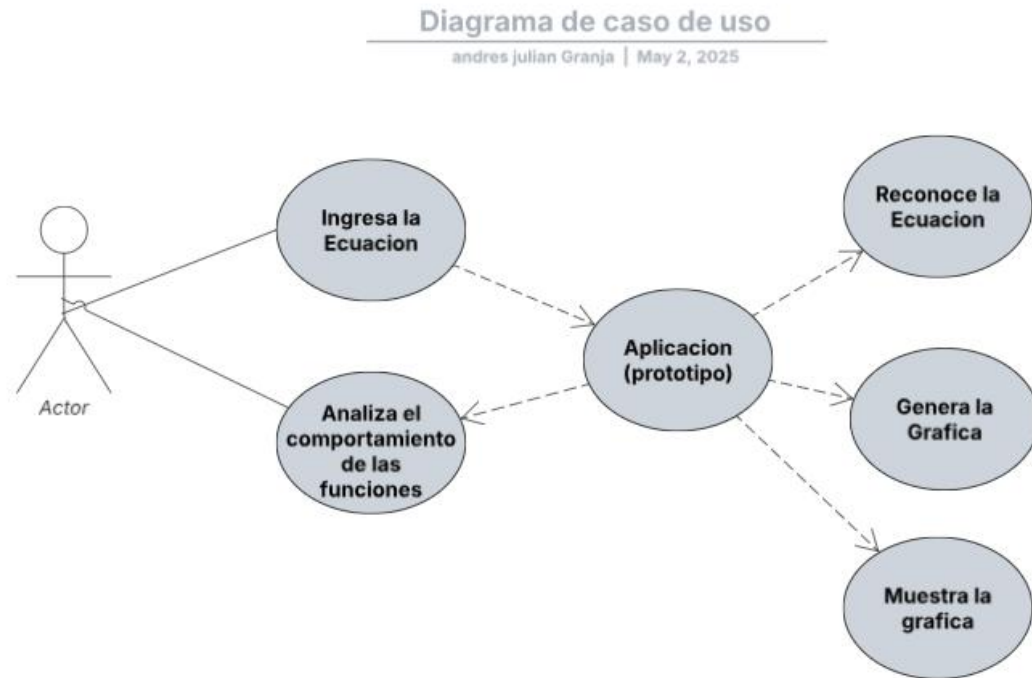 Diagrama de caso de uso
andres julian Granja | May 2, 2025
Ingresa la
Ecuacion
Reconoce la
Ecuacion
Aplicacion
(prototipo)
Actor
Analiza el
comportamiento
de las
funciones
Genera la
Grafica
Muestra la
grafica